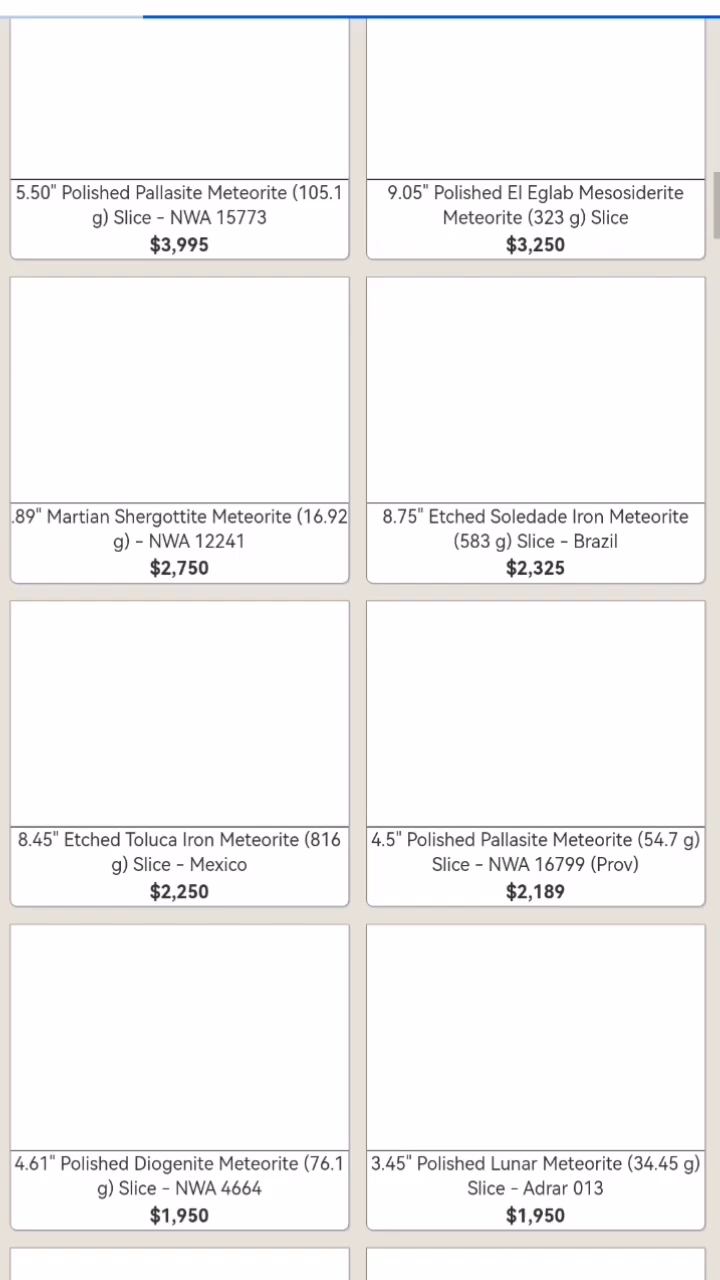 5.50" Polished Pallasite Meteorite (105.1
g) Slice - NWA 15773
$3,995
9.05" Polished El Eglab Mesosiderite
Meteorite (323 g) Slice
$3,250
.89" Martian Shergottite Meteorite (16.92
g) - NWA 12241
$2,750
8.75" Etched Soledade Iron Meteorite
(583 g) Slice - Brazil
$2,325
8.45" Etched Toluca Iron Meteorite (816
g) Slice - Mexico
$2,250
4.5" Polished Pallasite Meteorite (54.7 g)
Slice - NWA 16799 (Prov)
$2,189
4.61" Polished Diogenite Meteorite (76.1
g) Slice - NWA 4664
$1,950
3.45" Polished Lunar Meteorite (34.45 g)
Slice - Adrar 013
$1,950